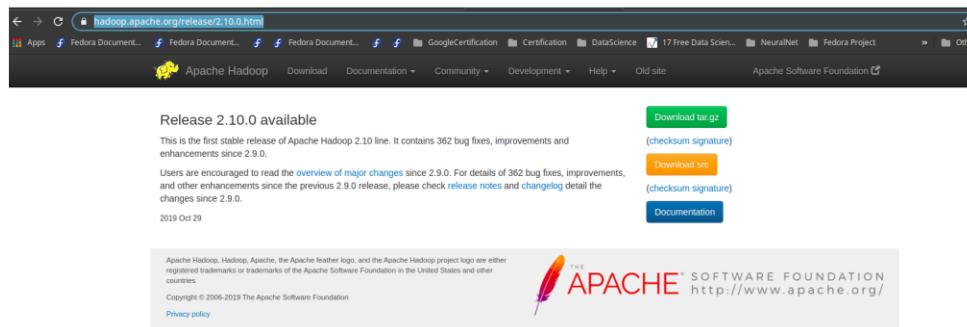 hadoop.apache.org/release/2.10.0.html
Apps Fedora Document... Fedora Document... Fedora Document... GoogleCertification Certification DataScience 17 Free Data Scien... NeuralNet Fedora Project »
Apache Hadoop Download Documentation Community Development Help Old site Apache Software Foundation
Release 2.10.0 available
This is the first stable release of Apache Hadoop 2.10 line. It contains 362 bug fixes, improvements and
enhancements since 2.9.0.
Users are encouraged to read the overview of major changes since 2.9.0. For details of 362 bug fixes, improvements,
and other enhancements since the previous 2.9.0 release, please check release notes and changelog detail the
changes since 2.9.0.
2019 Oct 29
Download tar.gz
(checksum signature)
Download src
(checksum signature)
Documentation
Apache Hadoop, Hadoop, Apache, the Apache feather logo, and the Apache Hadoop project logo are either
registered trademarks or trademarks of the Apache Software Foundation in the United States and other
countries
Copyright © 2006-2019 The Apache Software Foundation
Privacy policy
THE
APACHE® SOFTWARE FOUNDATION
http://www.apache.org/